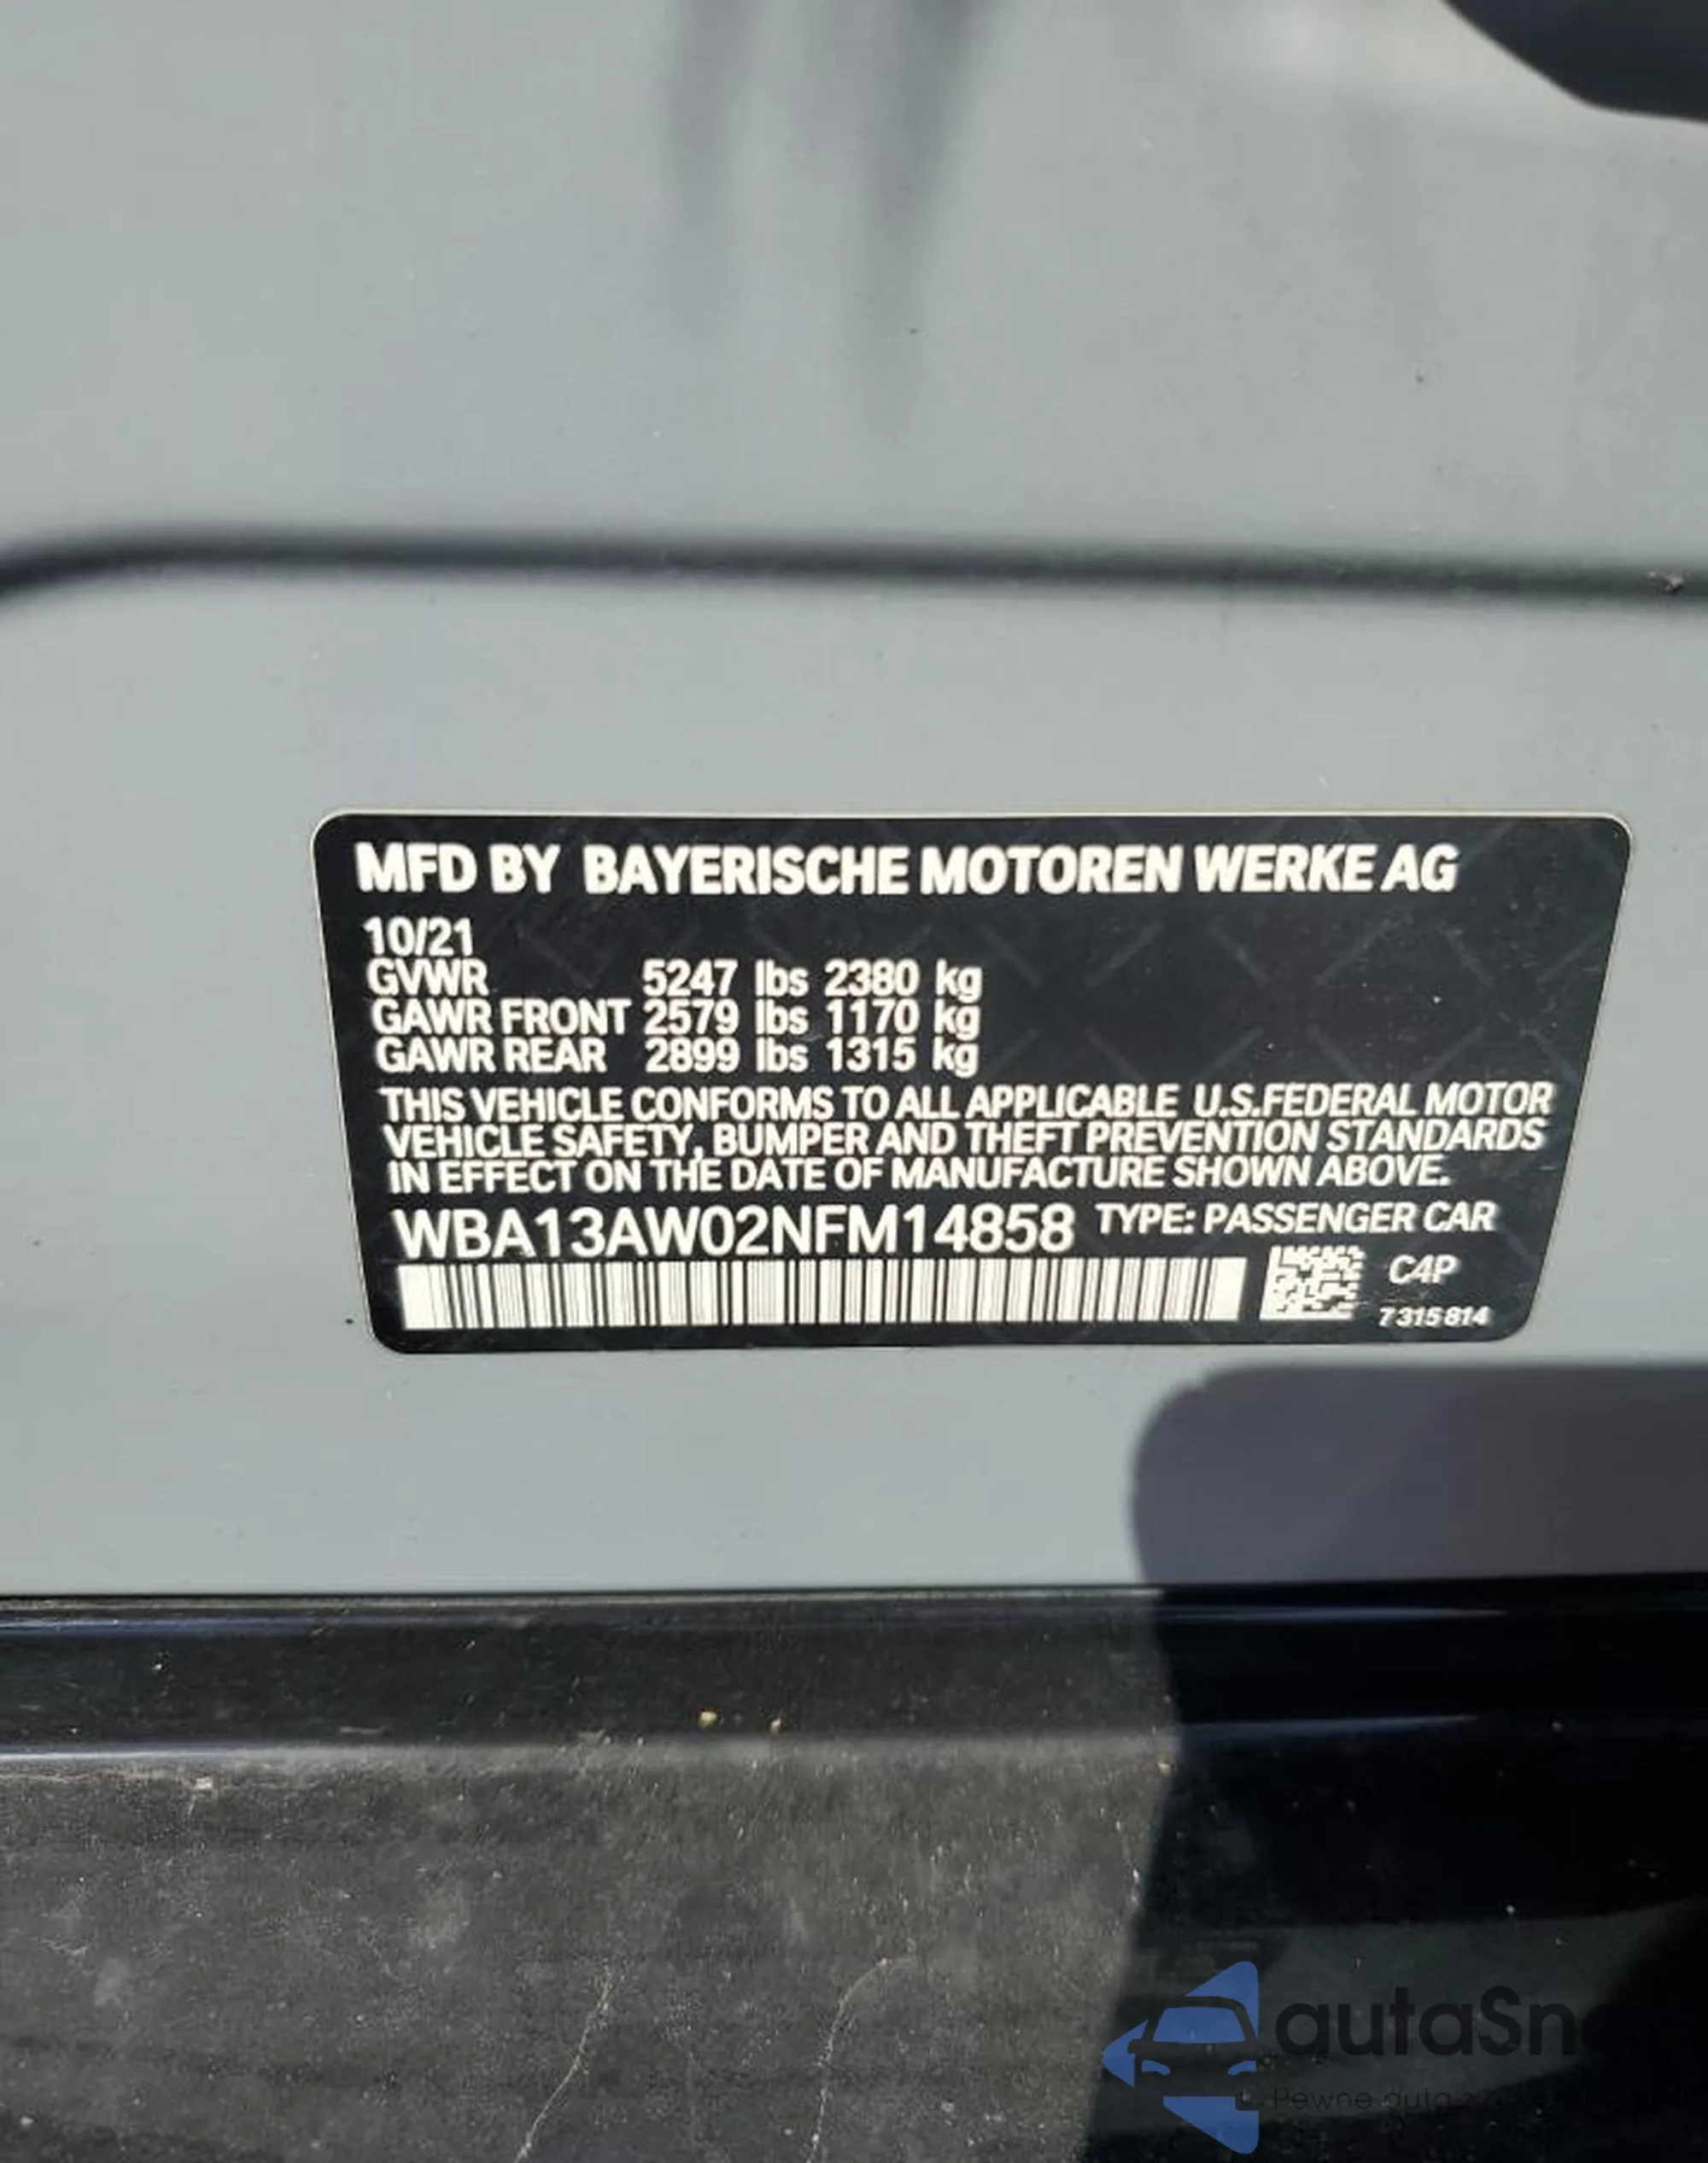 MFD BY BAYERISCHE MOTOREN WERKE AG
10/21
GVWR 5247 lbs 2380 kg
GAWR FRONT 2579 lbs 1170 kg
GAWR REAR 2899 lbs 1315 kg
THIS VEHICLE CONFORMS TO ALL APPLICABLE U.S.FEDERAL MOTOR
VEHICLE SAFETY, BUMPER AND THEFT PREVENTION STANDARDS
IN EFFECT ON THE DATE OF MANUFACTURE SHOWN ABOVE.
WBA13AW02NFM14858 TYPE: PASSENGER CAR
C4P
7 315 814
autaSn
Pewne auto